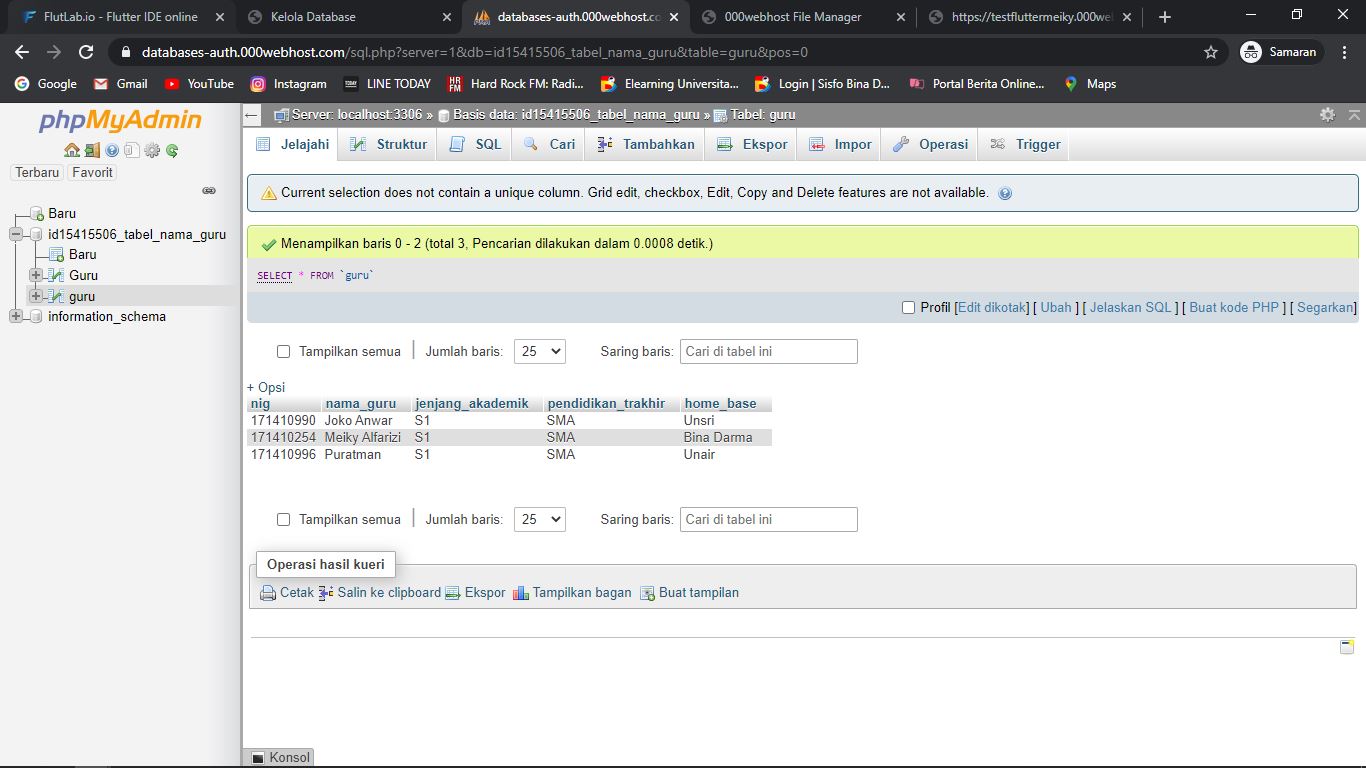 FlutLab.io - Flutter IDE online
Kelola Database
databases-auth.000webhost.co
000webhost File Manager
https://testfluttermeiky.000we
databases-auth.000webhost.com/sql.php?server=1&db=id15415506_tabel_nama_guru&table=guru&pos=0
Samaran
Google Gmail YouTube Instagram LINE TODAY Hard Rock FM: Radi... Elearning Universita... Login | Sisfo Bina D... Portal Berita Online... Maps
phpMyAdmin
Terbaru Favorit
Baru
id15415506_tabel_nama_guru
Baru
Guru
guru
information_schema
Server: localhost:3306 » Basis data: id15415506_tabel_nama_guru » Tabel: guru
Jelajahi Struktur SQL Cari Tambahkan Ekspor Impor Operasi Trigger
Current selection does not contain a unique column. Grid edit, checkbox, Edit, Copy and Delete features are not available.
Menampilkan baris 0 - 2 (total 3, Pencarian dilakukan dalam 0.0008 detik.)
SELECT * FROM `guru`
Profil [Edit dikotak] [ Ubah ] [ Jelaskan SQL ] [ Buat kode PHP ] [ Segarkan]
Tampilkan semua | Jumlah baris: 25 Saring baris: Cari di tabel ini
+ Opsi
nig nama_guru jenjang_akademik pendidikan_trakhir home_base
171410990 Joko Anwar S1 SMA Unsri
171410254 Meiky Alfarizi S1 SMA Bina Darma
171410996 Puratman S1 SMA Unair
Tampilkan semua | Jumlah baris: 25 Saring baris: Cari di tabel ini
Operasi hasil kueri
Cetak Salin ke clipboard Ekspor Tampilkan bagan Buat tampilan
Konsol